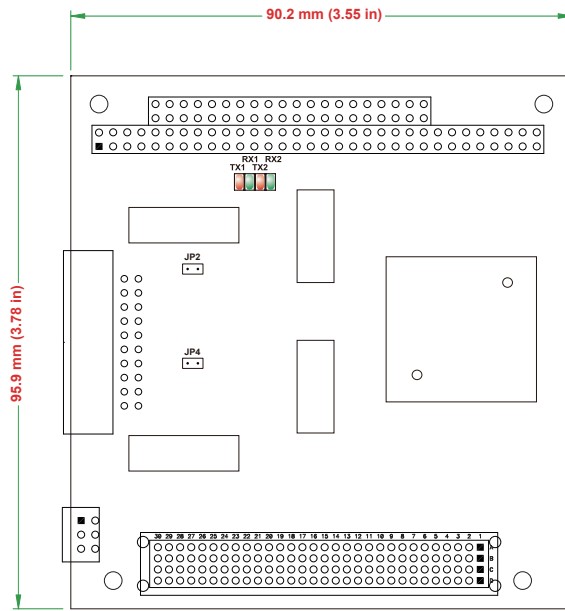 90.2 mm (3.55 in)
RX1 RX2
TX1 TX2
JP2
95.9 mm (3.78 in)
JP4
30 29 28 27 26 25 24 23 22 21 20 19 18 17 16 15 14 13 12 11 10 9 8 7 6 5 4 3 2 1
A
B
C
D